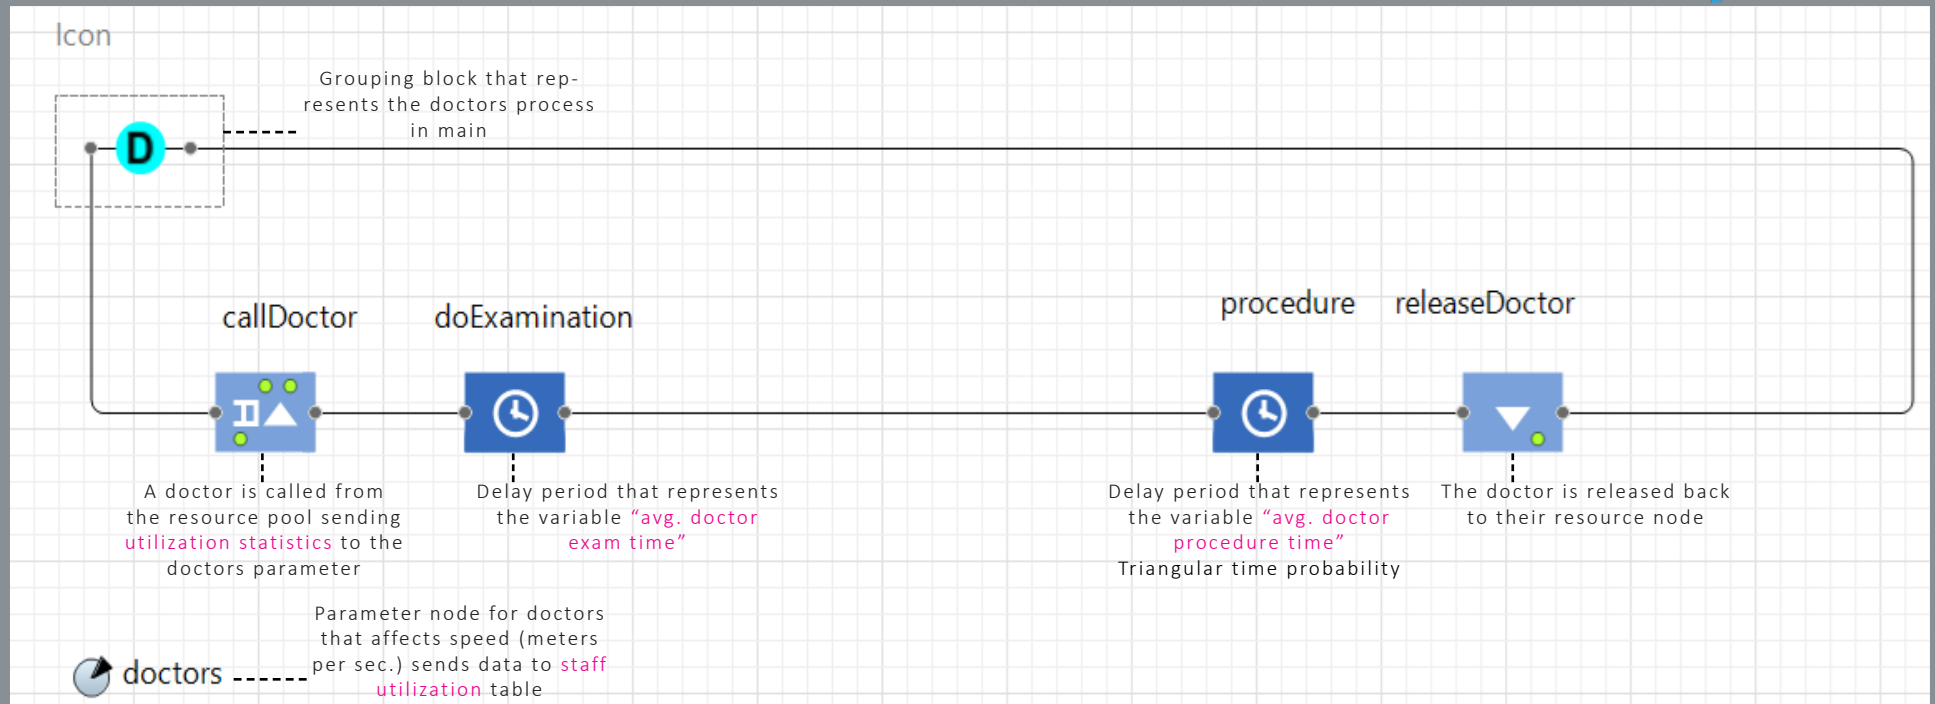 Icon
Grouping block that rep-
resents the doctors process
in main
D
callDoctor
doExamination
procedure
releaseDoctor
A doctor is called from
the resource pool sending
utilization statistics to the
doctors parameter
Delay period that represents
the variable “avg. doctor
exam time”
Delay period that represents
the variable “avg. doctor
procedure time”
Triangular time probability
The doctor is released back
to their resource node
doctors
Parameter node for doctors
that affects speed (meters
per sec.) sends data to staff
utilization table